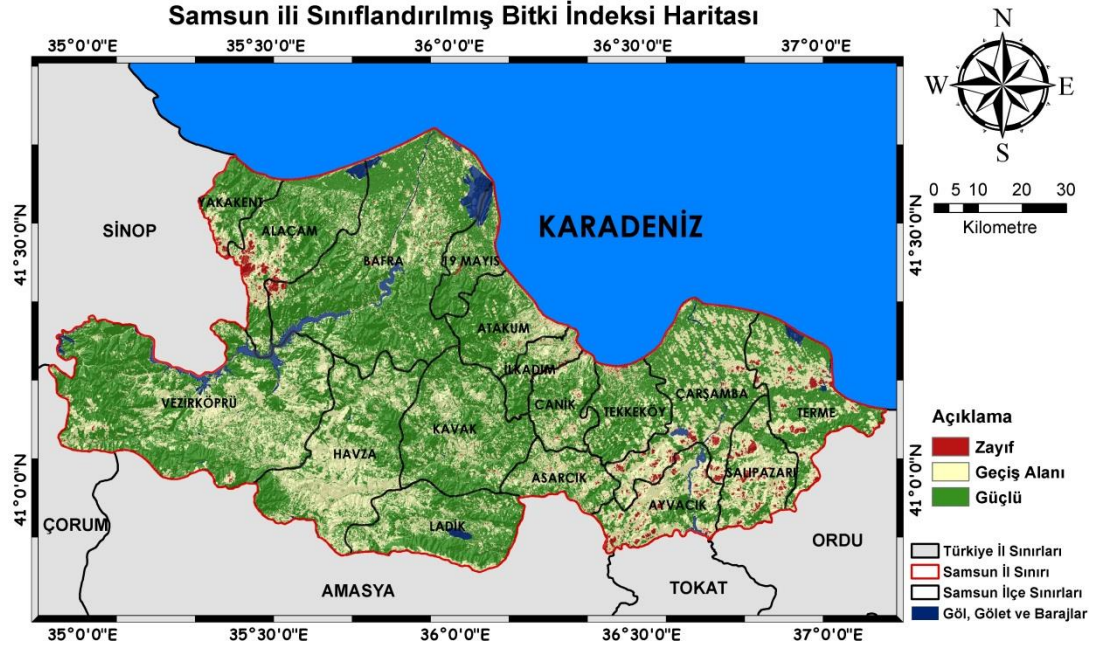 Samsun ili Sınıflandırılmış Bitki İndeksi Haritası
35°0'0"E 35°30'0"E 36°0'0"E 36°30'0"E 37°0'0"E
N
W E
S
0 5 10 20 30
Kilometre
41°30'0"N
41°30'0"N
41°0'0"N
41°0'0"N
SİNOP
KARADENİZ
YAKAKENT
ALAÇAM
BAFRA
19 MAYIS
ATAKUM
İLKADIM
CANİK
TEKKEKÖY
ÇARŞAMBA
TERME
VEZİRKÖPRÜ
HAVZA
KAVAK
ASARCIK
AYVACIK
SALIPAZARI
LADİK
ÇORUM
AMASYA
TOKAT
ORDU
Açıklama
Zayıf
Geçiş Alanı
Güçlü
Türkiye İl Sınırları
Samsun İl Sınırı
Samsun İlçe Sınırları
Göl, Gölet ve Barajlar
35°0'0"E 35°30'0"E 36°0'0"E 36°30'0"E 37°0'0"E